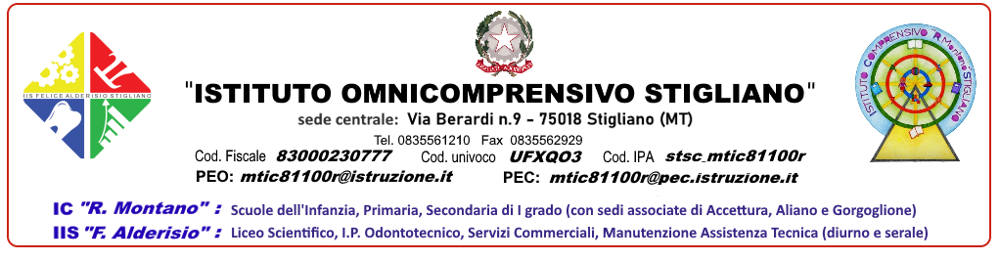 IIS FELICE ALDERISIO STIGLIANO
ISTITUTO COMPRENSIVO "R. Montano" STIGLIANO
"ISTITUTO OMNICOMPRENSIVO STIGLIANO"
sede centrale: Via Berardi n.9 - 75018 Stigliano (MT)
Tel. 0835561210 Fax 0835562929
Cod. Fiscale 83000230777 Cod. univoco UFXQO3 Cod. IPA stsc_mtic81100r
PEO: mtic81100r@istruzione.it PEC: mtic81100r@pec.istruzione.it
IC "R. Montano" : Scuole dell'Infanzia, Primaria, Secondaria di I grado (con sedi associate di Accettura, Aliano e Gorgoglione)
IIS "F. Alderisio" : Liceo Scientifico, I.P. Odontotecnico, Servizi Commerciali, Manutenzione Assistenza Tecnica (diurno e serale)